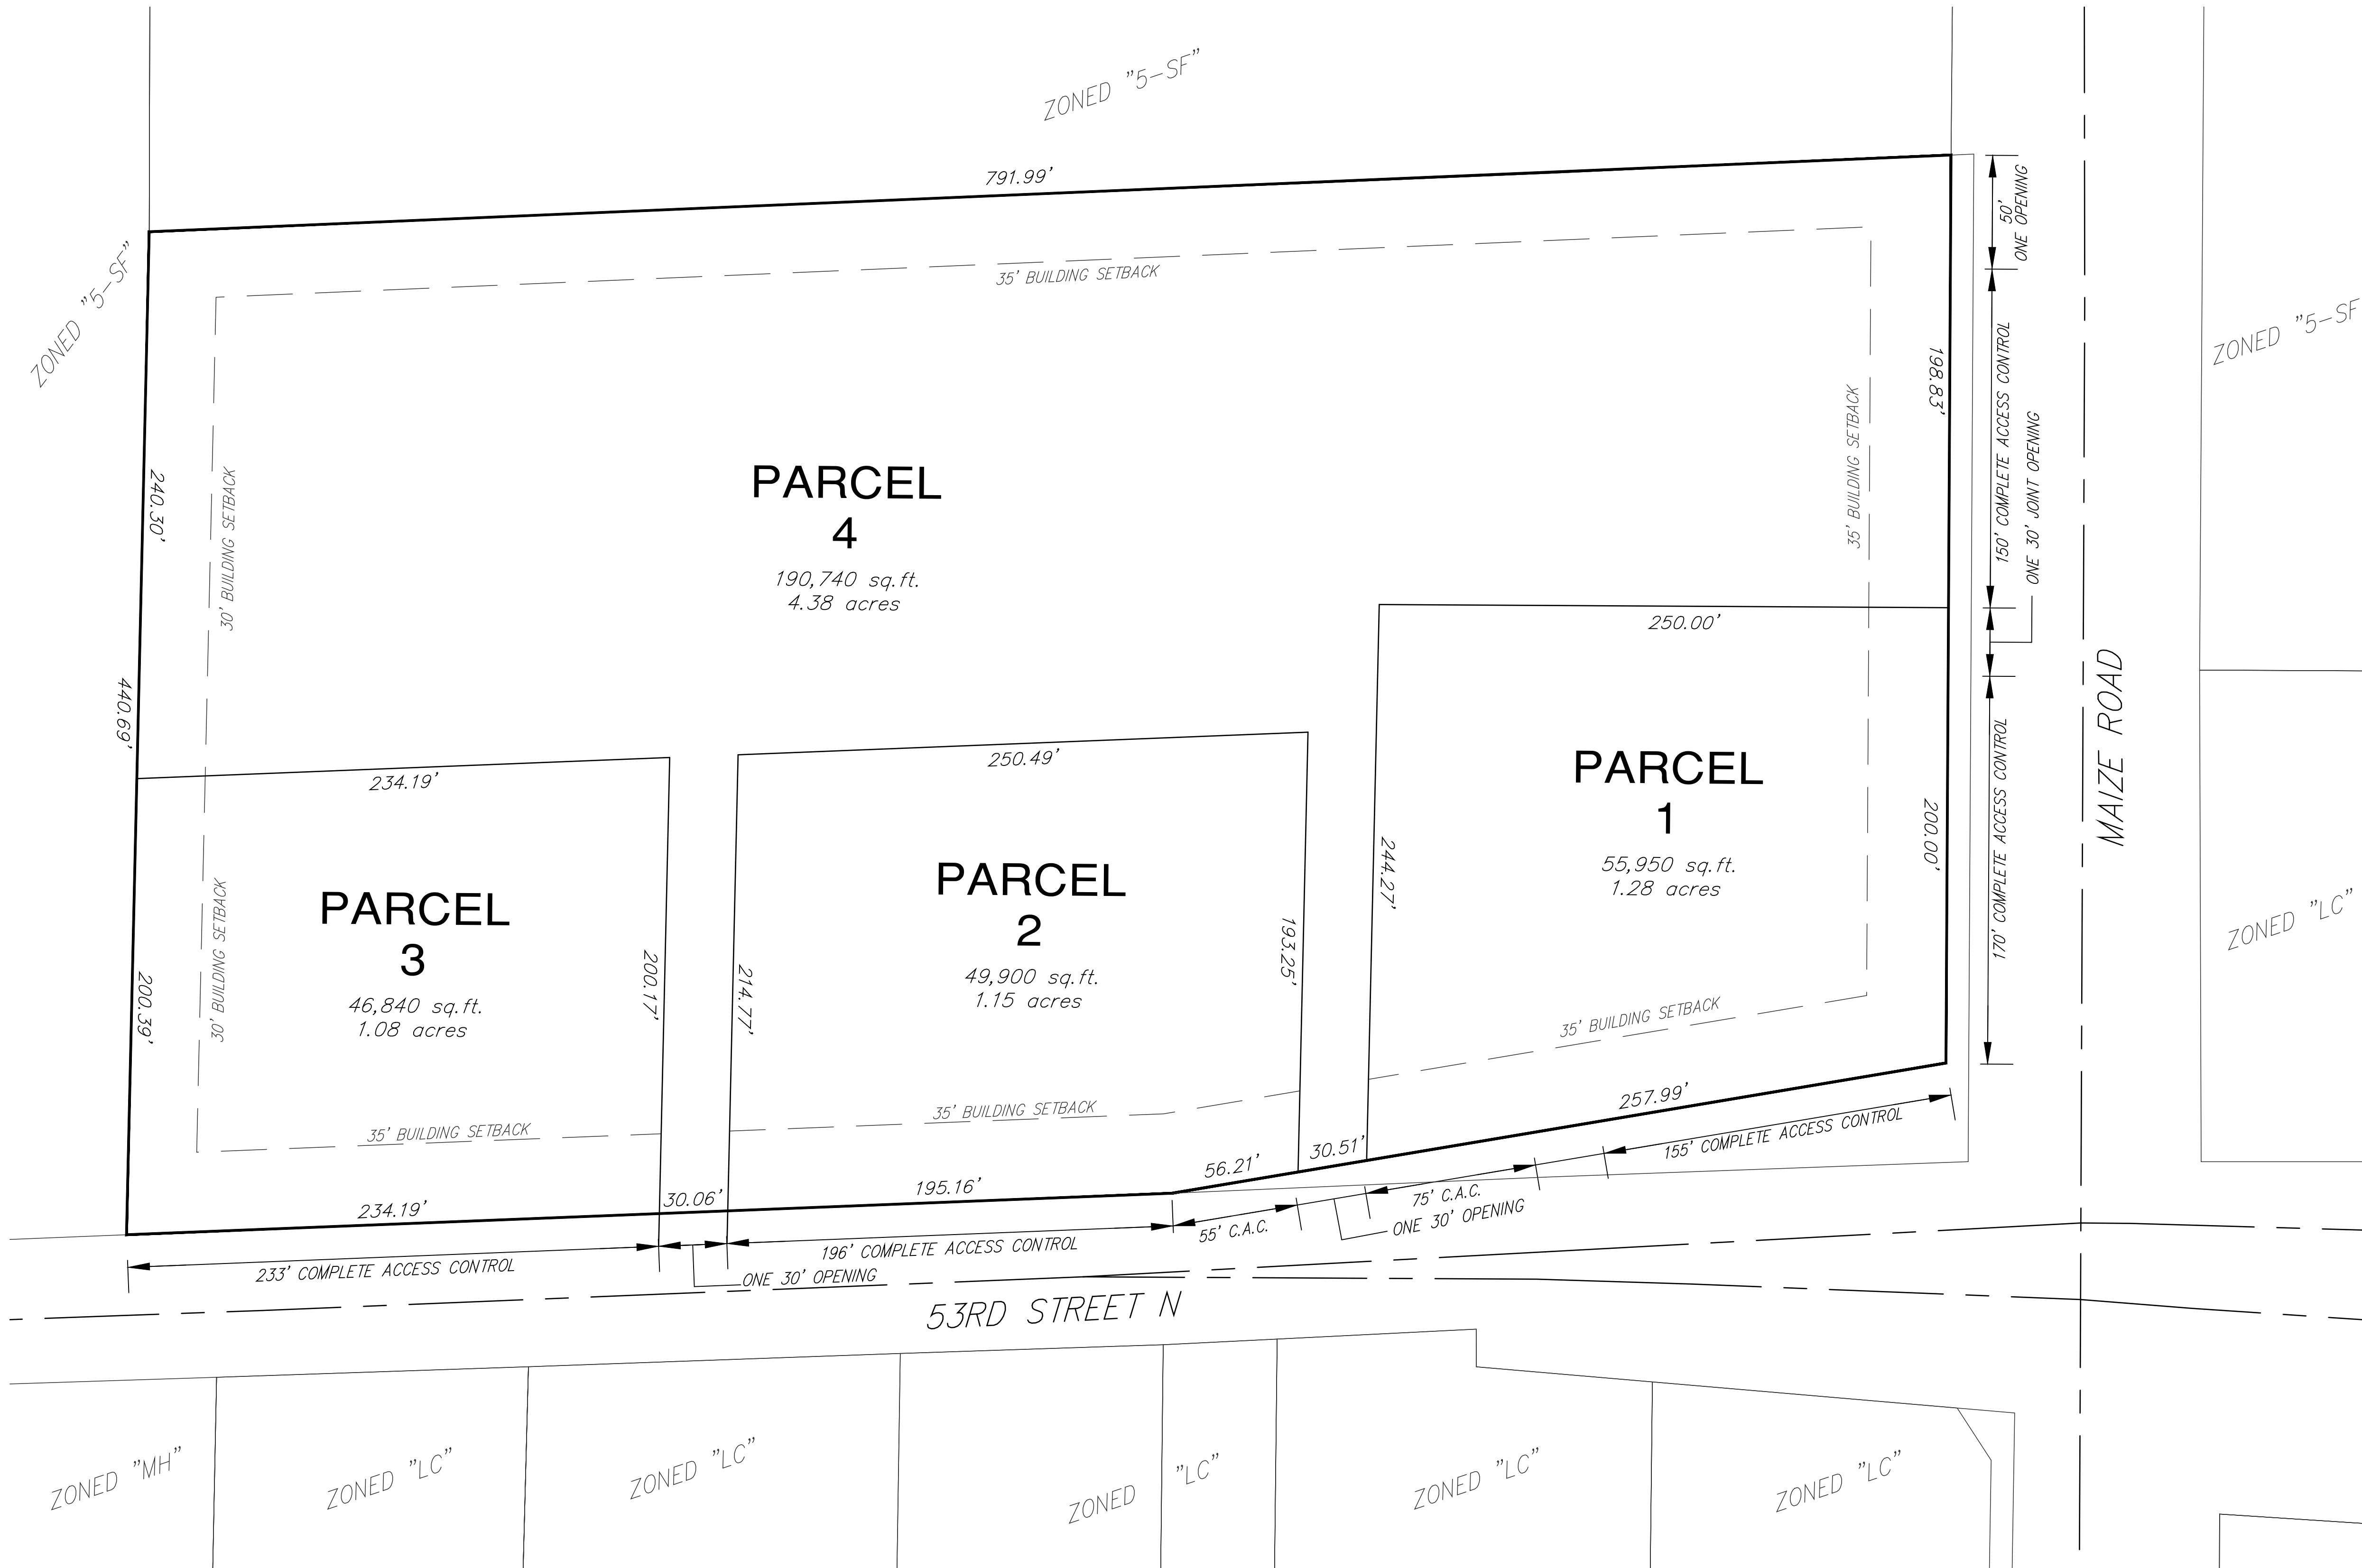 ZONED "5-SF"
791.99'
50'
ONE OPENING
ZONED "5-SF"
35' BUILDING SETBACK
ZONED "5-SF
198.83'
150' COMPLETE ACCESS CONTROL
35' BUILDING SETBACK
ONE 30' JOINT OPENING
240.30'
30' BUILDING SETBACK
PARCEL
4
190,740 sq.ft.
4.38 acres
250.00'
440.69'
MAIZE ROAD
234.19'
250.49'
PARCEL
1
55,950 sq.ft.
1.28 acres
200.00'
170' COMPLETE ACCESS CONTROL
244.27'
ZONED "LC"
PARCEL
2
49,900 sq.ft.
1.15 acres
193.25'
PARCEL
3
46,840 sq.ft.
1.08 acres
30' BUILDING SETBACK
200.39'
200.17'
214.77'
35' BUILDING SETBACK
35' BUILDING SETBACK
35' BUILDING SETBACK
257.99'
155' COMPLETE ACCESS CONTROL
30.51'
56.21'
195.16'
30.06'
234.19'
75' C.A.C.
ONE 30' OPENING
55' C.A.C.
196' COMPLETE ACCESS CONTROL
233' COMPLETE ACCESS CONTROL
ONE 30' OPENING
53RD STREET N
ZONED "MH"
ZONED "LC"
ZONED "LC"
ZONED "LC"
ZONED "LC"
ZONED "LC"